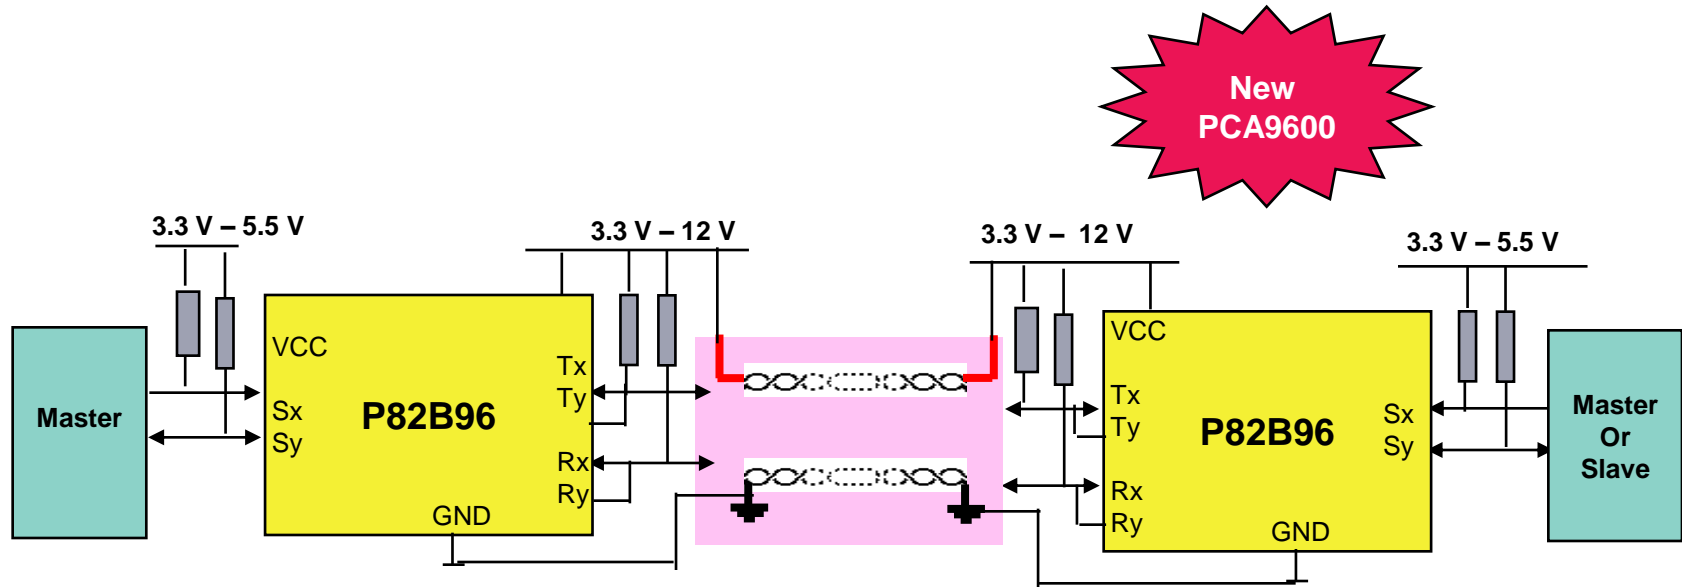 New
PCA9600
3.3 V – 5.5 V
3.3 V – 12 V
3.3 V –  12 V
3.3 V – 5.5 V
Master
VCC
Sx
Sy
P82B96
Tx
Ty
Rx
Ry
GND
VCC
Tx
Ty
Rx
Ry
P82B96
Sx
Sy
GND
Master
Or
Slave